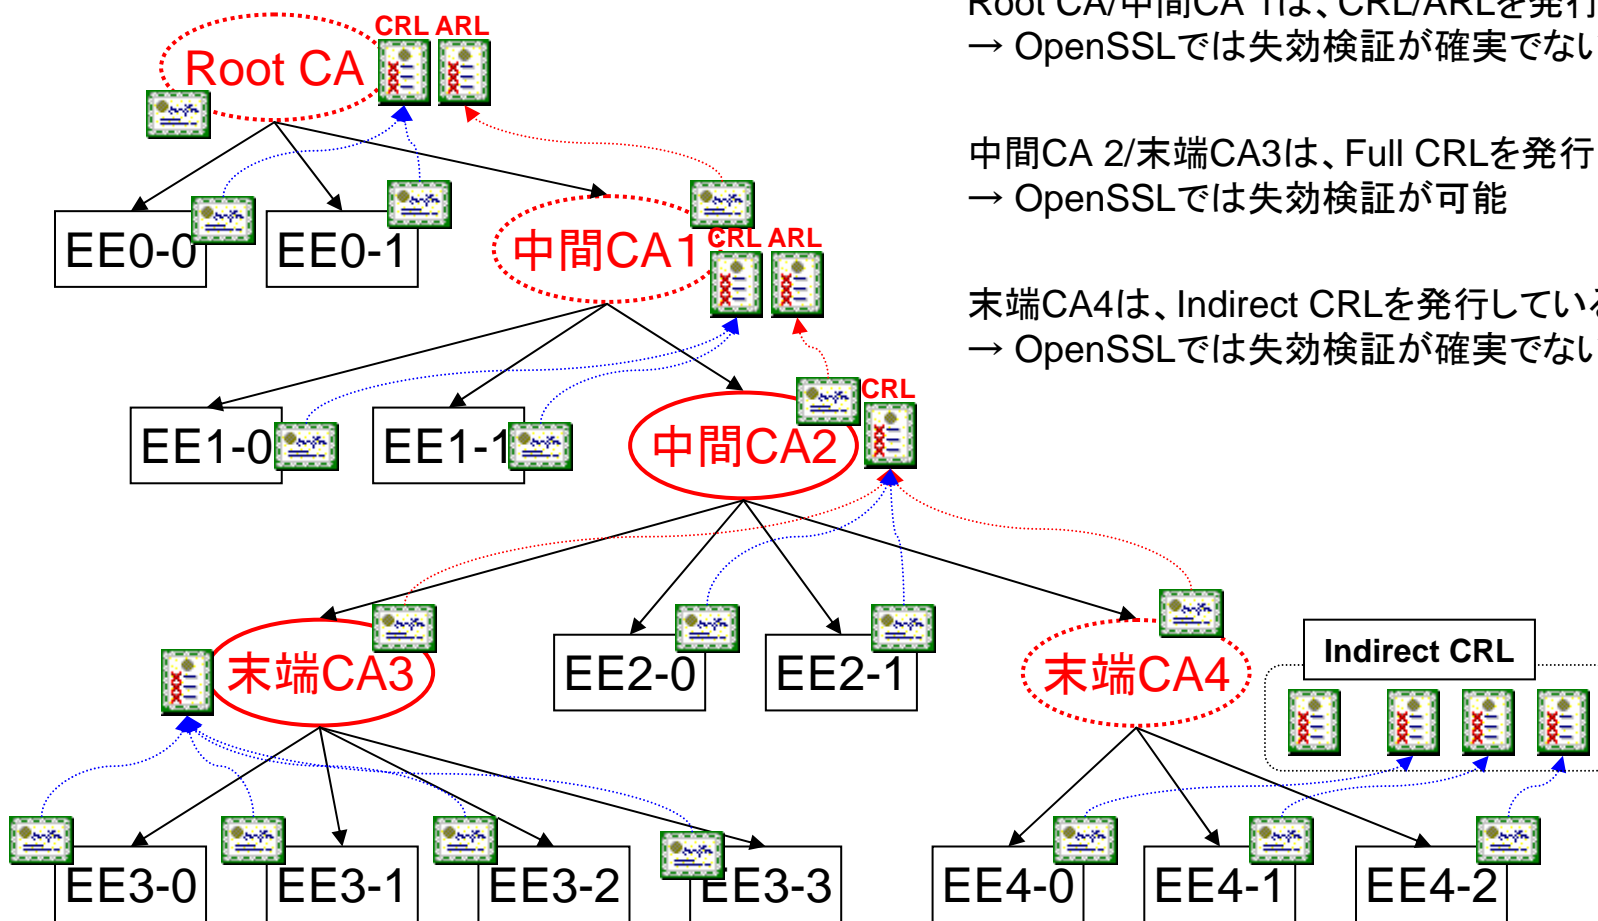 Root CA/中間CA 1は、CRL/ARLを発行
→ OpenSSLでは失効検証が確実でない
中間CA 2/末端CA3は、Full CRLを発行
→ OpenSSLでは失効検証が可能
末端CA4は、Indirect CRLを発行している
→ OpenSSLでは失効検証が確実でない
CRL ARL
Root CA
EE0-0
EE0-1
中間CA1
CRL ARL
EE1-0
EE1-1
中間CA2
CRL
末端CA3
EE2-0
EE2-1
末端CA4
Indirect CRL
EE3-0
EE3-1
EE3-2
EE3-3
EE4-0
EE4-1
EE4-2